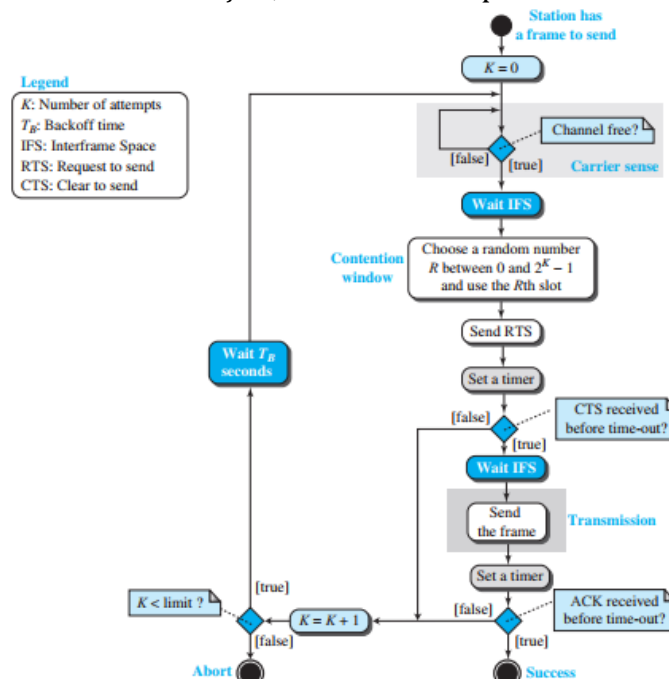 Station has
a frame to send
Legend
K: Number of attempts
T_B: Backoff time
IFS: Interframe Space
RTS: Request to send
CTS: Clear to send
K = 0
Channel free?
[false]
[true]
Carrier sense
Wait IFS
Contention
window
Choose a random number
R between 0 and 2^K − 1
and use the Rth slot
Send RTS
Wait T_B
seconds
Set a timer
[false]
CTS received
before time-out?
[true]
Wait IFS
Send
the frame
Transmission
Set a timer
[true]
K < limit ?
K = K + 1
[false]
ACK received
before time-out?
[false]
[true]
Abort
Success